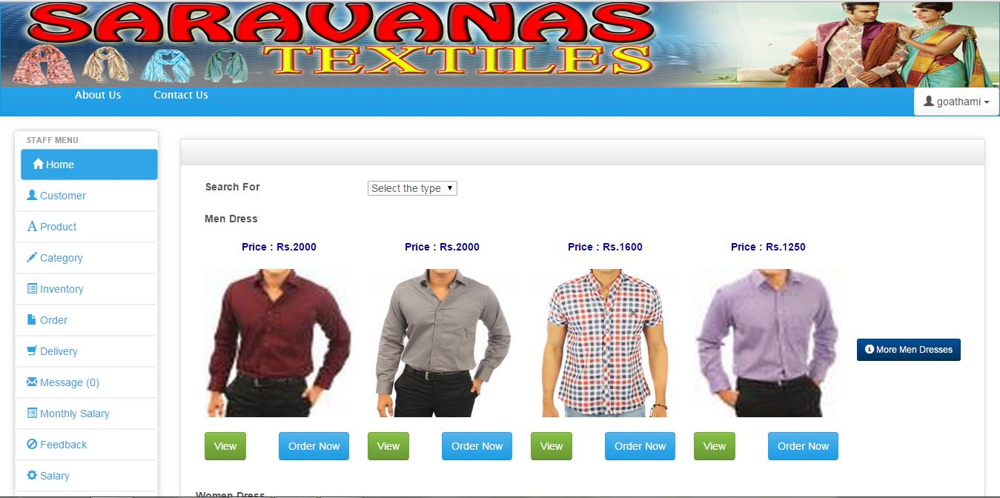 SARAVANAS
TEXTILES
About Us
Contact Us
goathami
STAFF MENU
Home
Customer
Product
Category
Inventory
Order
Delivery
Message (0)
Monthly Salary
Feedback
Salary
Search For
Select the type
Men Dress
Price : Rs.2000
Price : Rs.2000
Price : Rs.1600
Price : Rs.1250
More Men Dresses
View
Order Now
View
Order Now
View
Order Now
View
Order Now
Women Dress